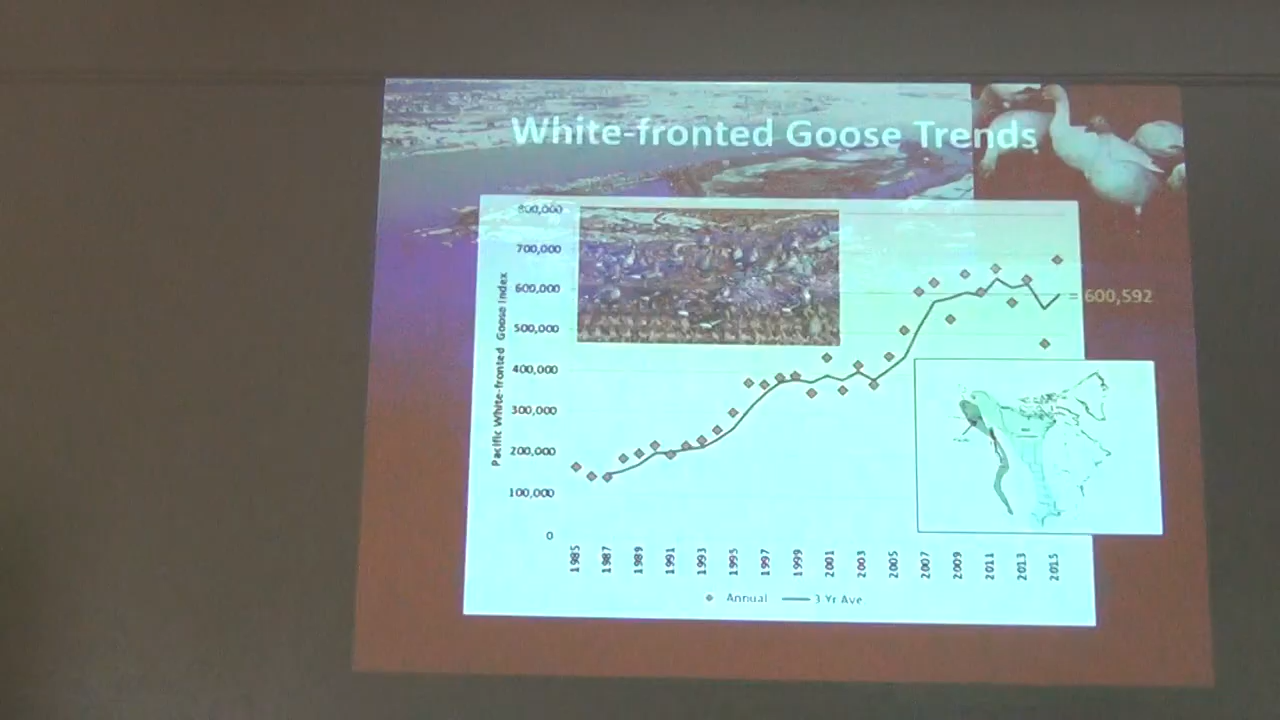 White-fronted Goose Trends
800,000
700,000
600,000
500,000
400,000
300,000
200,000
100,000
0
Pacific White-fronted Goose Index
= 600,592
1985 1987 1989 1991 1993 1995 1997 1999 2001 2003 2005 2007 2009 2011 2013 2015
Annual 3 Yr Ave